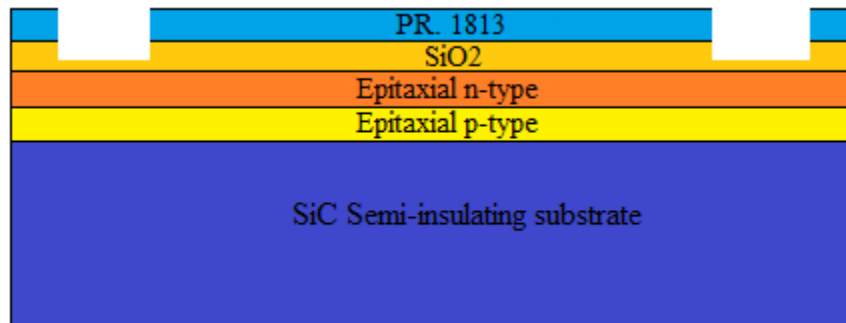 PR. 1813
SiO2
Epitaxial n-type
Epitaxial p-type
SiC Semi-insulating substrate